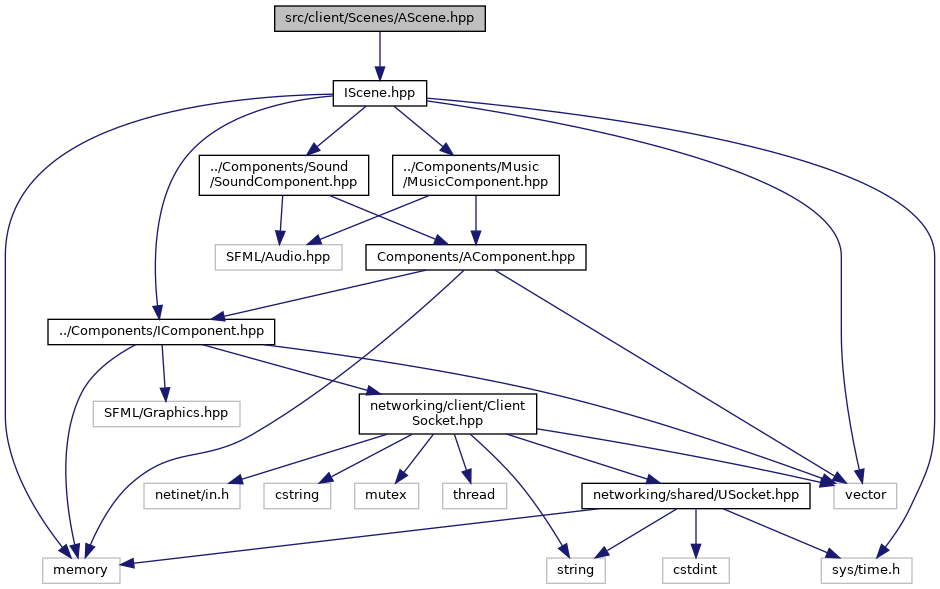 src/client/Scenes/AScene.hpp
IScene.hpp
../Components/Sound
/SoundComponent.hpp
../Components/Music
/MusicComponent.hpp
SFML/Audio.hpp
Components/AComponent.hpp
../Components/IComponent.hpp
SFML/Graphics.hpp
networking/client/Client
Socket.hpp
netinet/in.h
cstring
mutex
thread
networking/shared/USocket.hpp
vector
memory
string
cstdint
sys/time.h